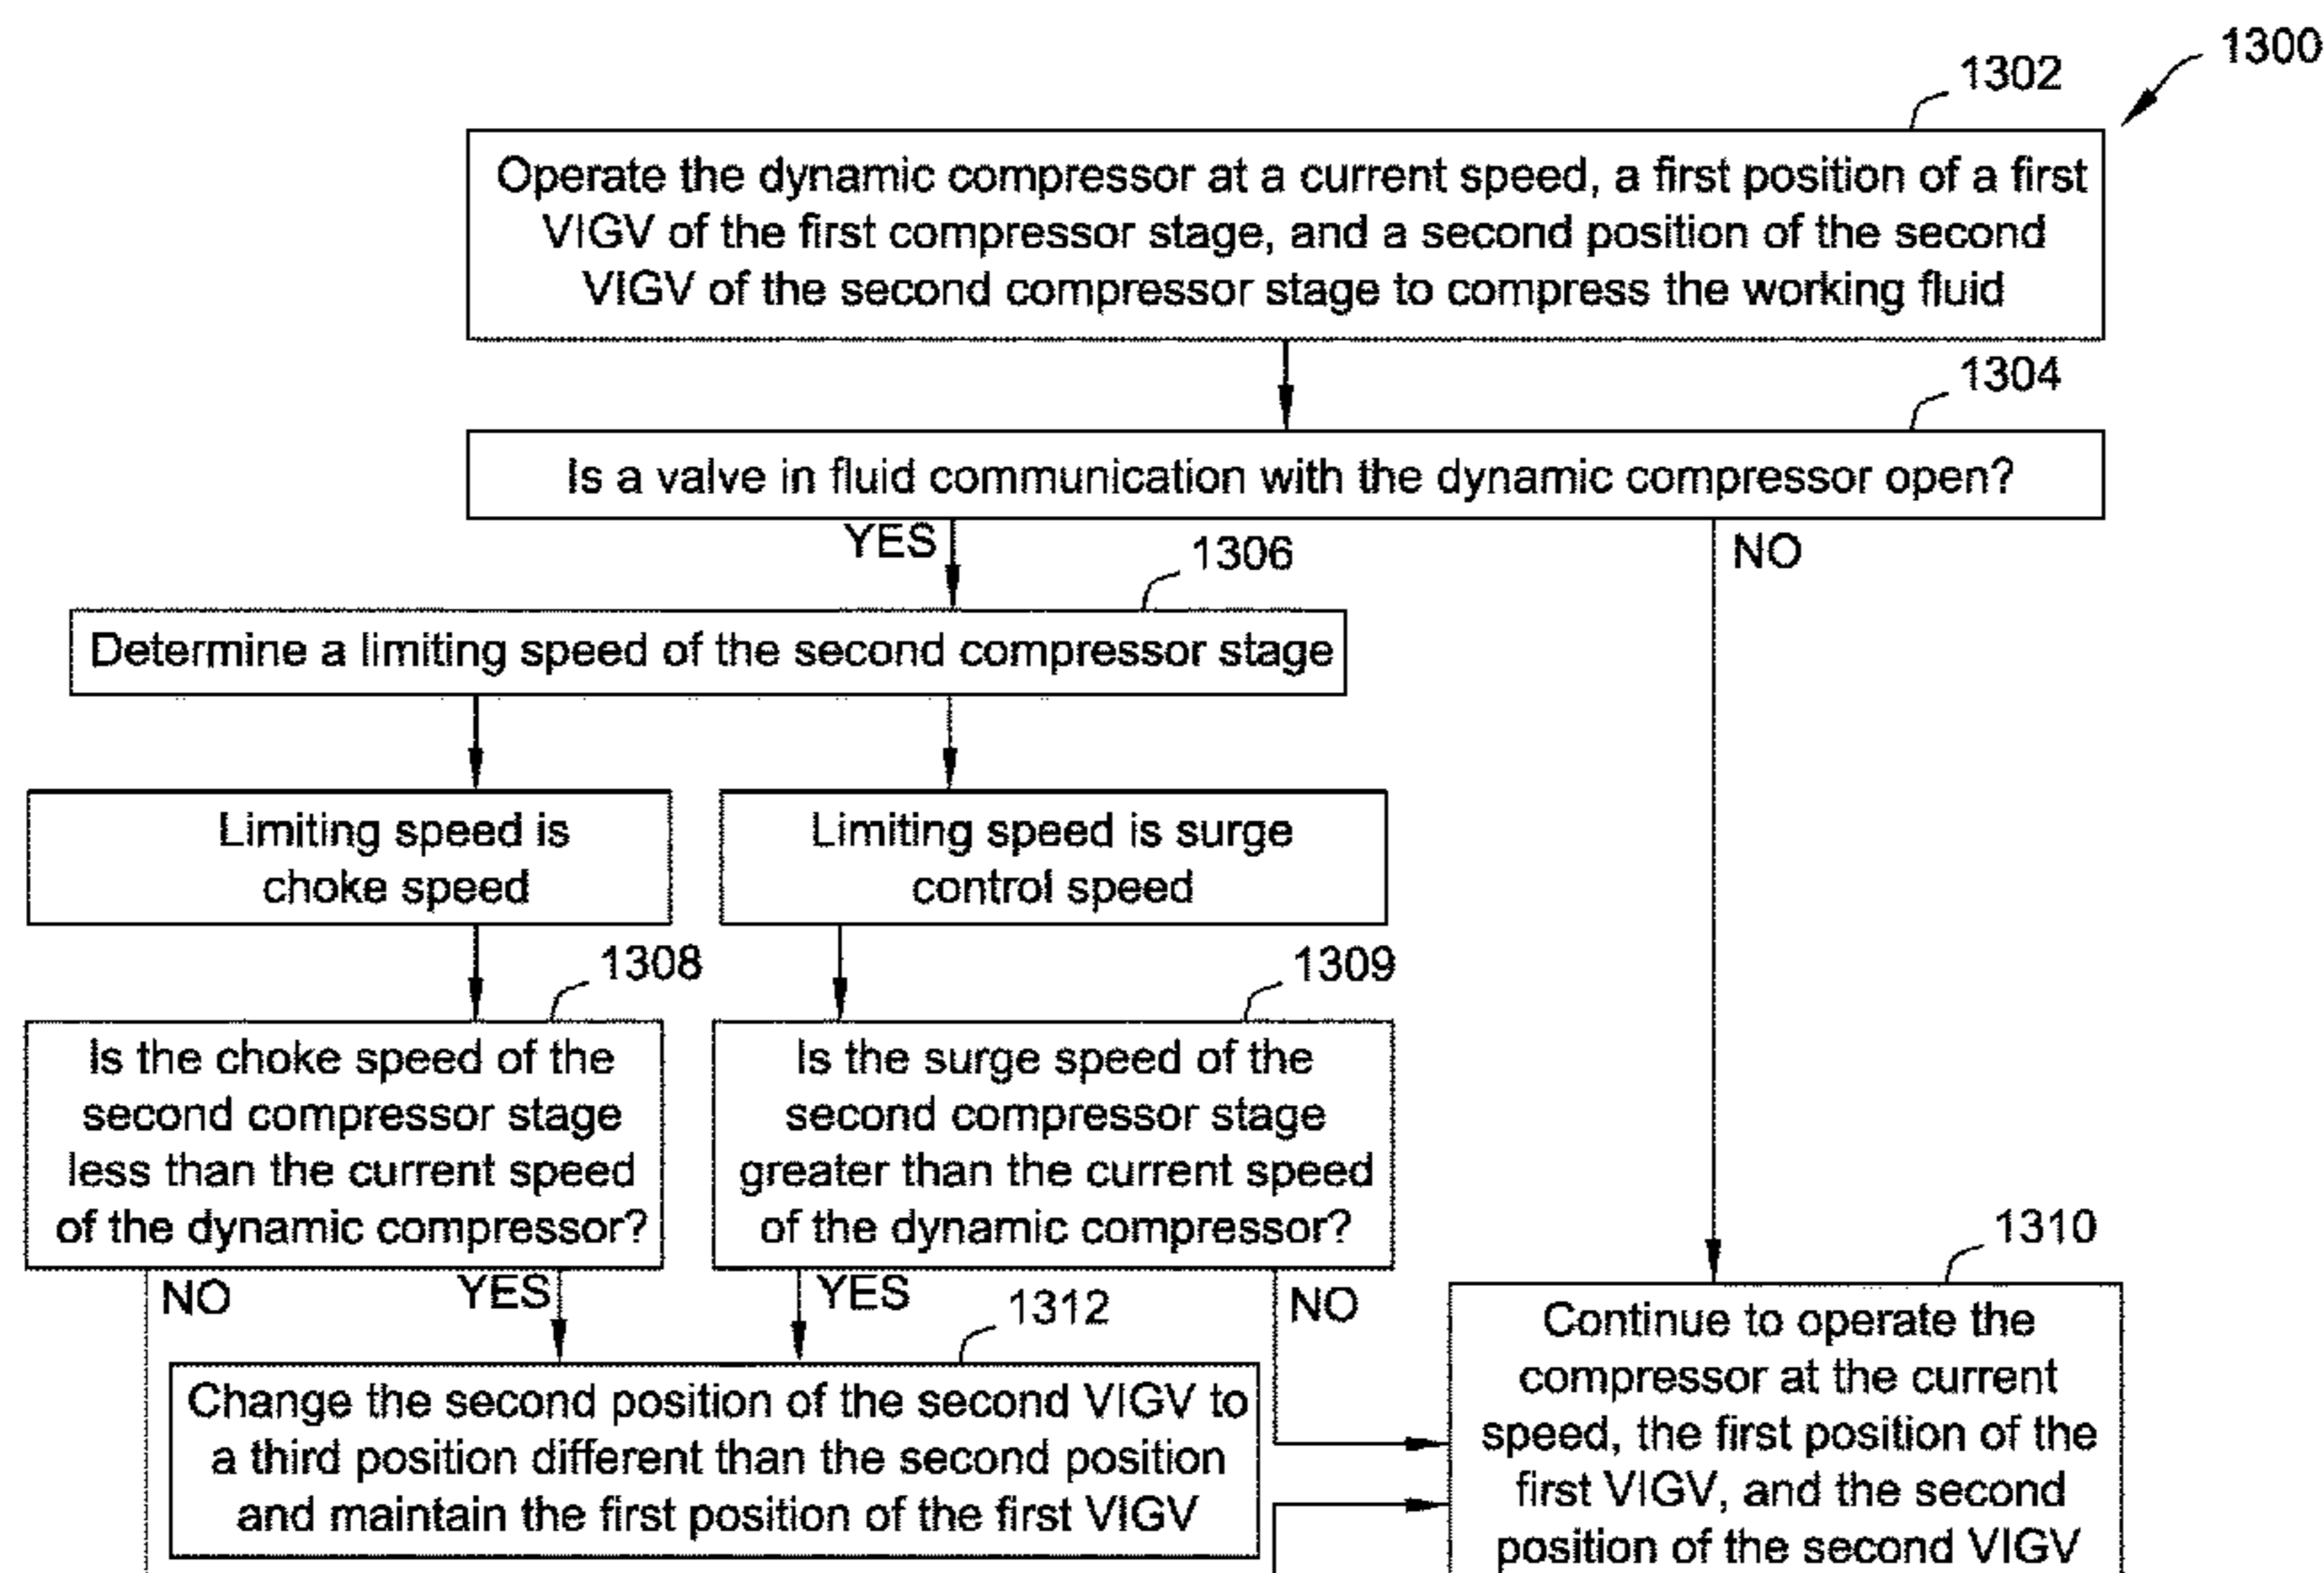 1300
1302
Operate the dynamic compressor at a current speed, a first position of a first
VIGV of the first compressor stage, and a second position of the second
VIGV of the second compressor stage to compress the working fluid
1304
Is a valve in fluid communication with the dynamic compressor open?
YES
NO
1306
Determine a limiting speed of the second compressor stage
Limiting speed is
choke speed
Limiting speed is surge
control speed
1308
1309
Is the choke speed of the
second compressor stage
less than the current speed
of the dynamic compressor?
Is the surge speed of the
second compressor stage
greater than the current speed
of the dynamic compressor?
NO
YES
YES
NO
1312
Change the second position of the second VIGV to
a third position different than the second position
and maintain the first position of the first VIGV
1310
Continue to operate the
compressor at the current
speed, the first position of the
first VIGV, and the second
position of the second VIGV